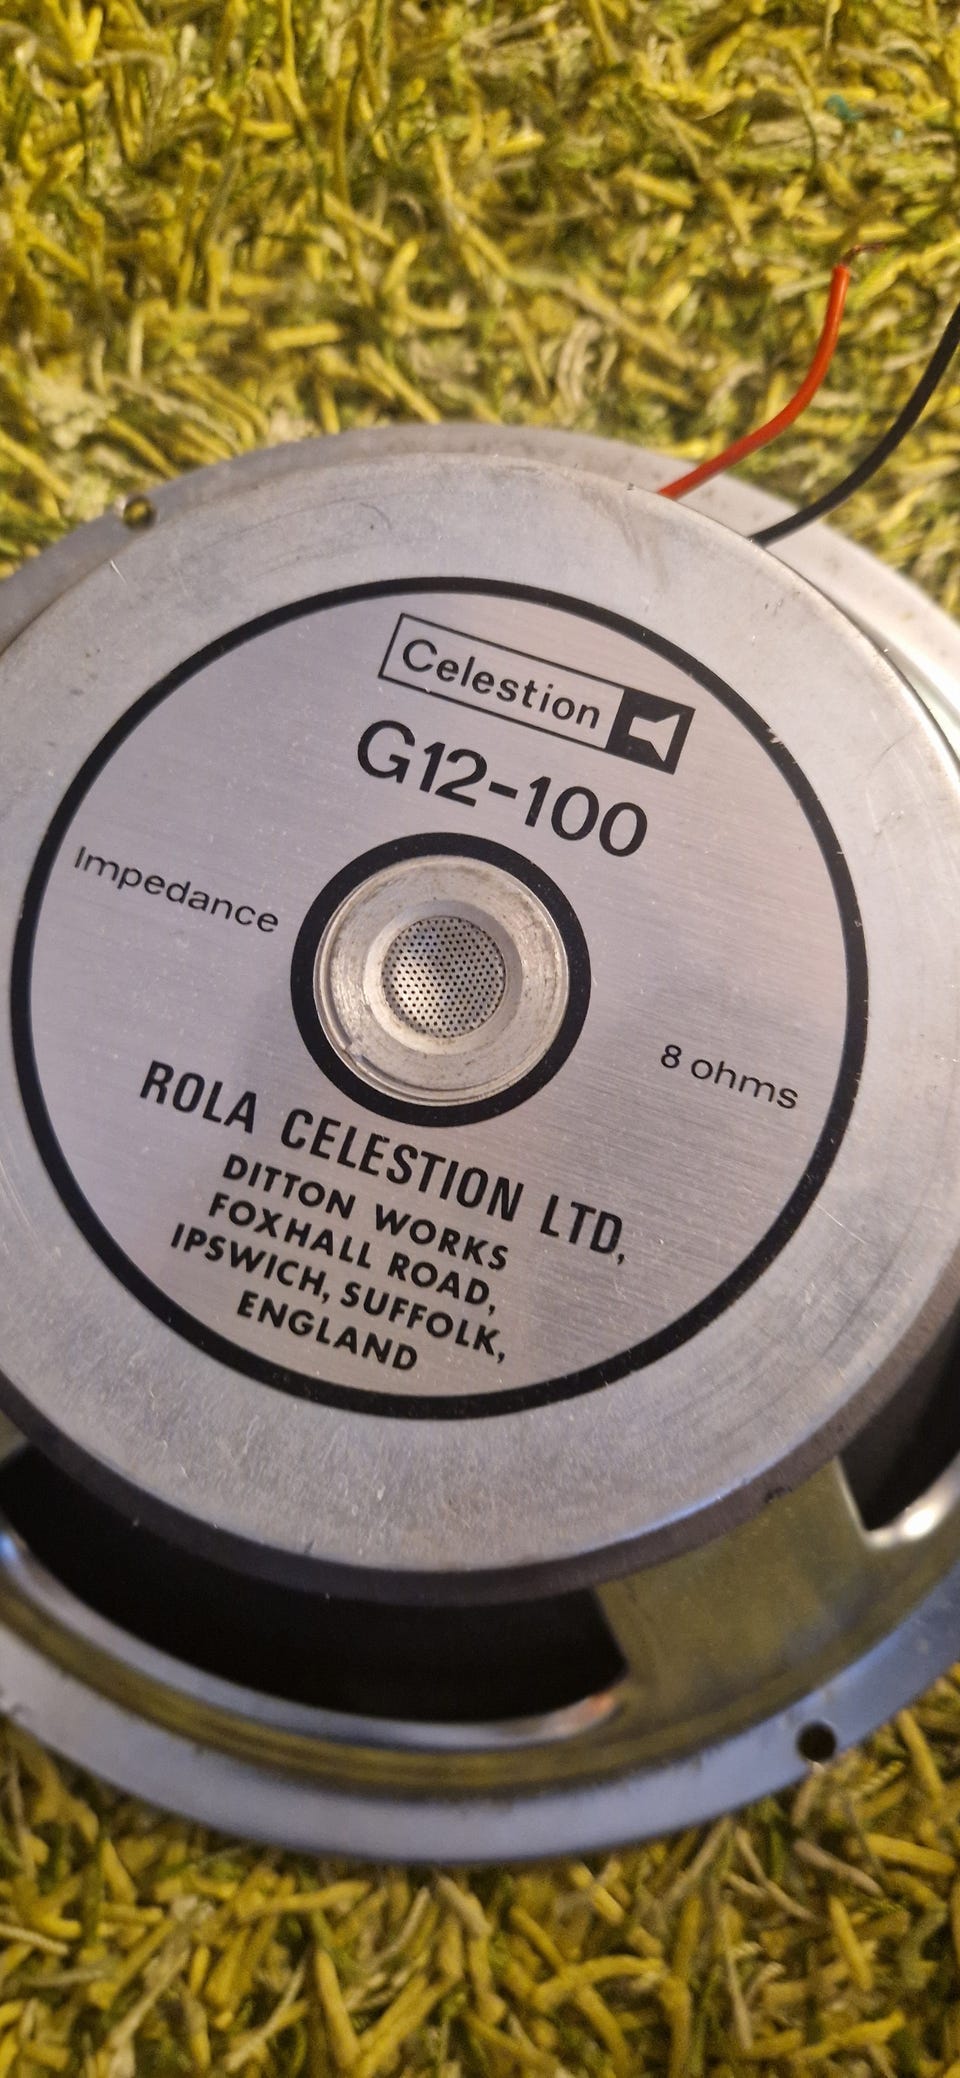 Celestion
G12-100
Impedance
8 ohms
ROLA CELESTION LTD,
DITTON WORKS
FOXHALL ROAD,
IPSWICH, SUFFOLK,
ENGLAND